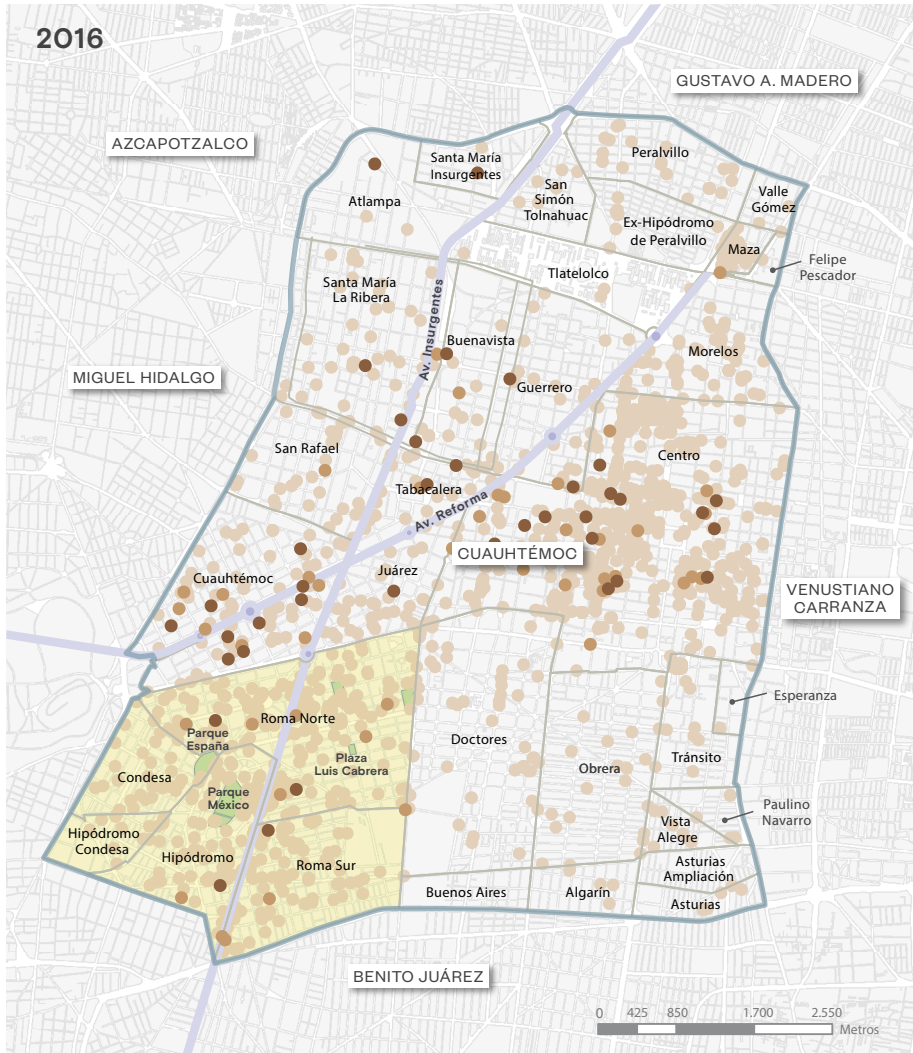 2016
GUSTAVO A. MADERO
AZCAPOTZALCO
Santa María
Insurgentes
Peralvillo
Atlampa
San
Simón
Tolnahuac
Valle
Gómez
Ex-Hipódromo
de Peralvillo
Maza
Felipe
Pescador
Tlatelolco
Santa María
La Ribera
Av. Insurgentes
Buenavista
Morelos
MIGUEL HIDALGO
Guerrero
San Rafael
Centro
Tabacalera
Av. Reforma
CUAUHTÉMOC
Cuauhtémoc
Juárez
VENUSTIANO
CARRANZA
Esperanza
Roma Norte
Parque
España
Doctores
Plaza
Luis Cabrera
Condesa
Obrera
Tránsito
Parque
México
Paulino
Navarro
Hipódromo
Condesa
Vista
Alegre
Hipódromo
Roma Sur
Asturias
Ampliación
Buenos Aires
Algarín
Asturias
BENITO JUÁREZ
0 425 850 1.700 2.550
Metros